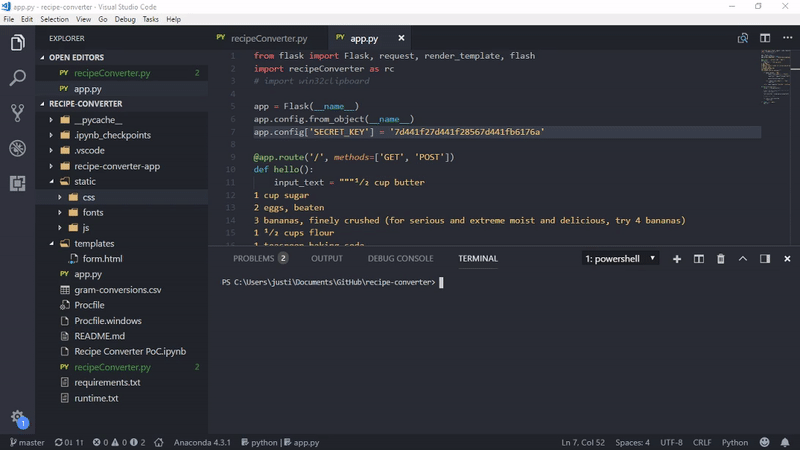 app.py - recipe-converter - Visual Studio Code
File Edit Selection View Go Debug Tasks Help
EXPLORER
OPEN EDITORS
recipeConverter.py 2
app.py
RECIPE-CONVERTER
__pycache__
.ipynb_checkpoints
.vscode
recipe-converter-app
static
css
fonts
js
templates
form.html
app.py
gram-conversions.csv
Procfile
Procfile.windows
README.md
Recipe Converter PoC.ipynb
recipeConverter.py 2
requirements.txt
runtime.txt
recipeConverter.py app.py
1 from flask import Flask, request, render_template, flash
2 import recipeConverter as rc
3 # import win32clipboard
4
5 app = Flask(__name__)
6 app.config.from_object(__name__)
7 app.config['SECRET_KEY'] = '7d441f27d441f28567d441fb6176a'
8
9 @app.route('/', methods=['GET', 'POST'])
10 def hello():
11 input_text = """½ cup butter
12 1 cup sugar
13 2 eggs, beaten
14 3 bananas, finely crushed (for serious and extreme moist and delicious, try 4 bananas)
15 1 ½ cups flour
1 teaspoon baking soda
PROBLEMS 2 OUTPUT DEBUG CONSOLE TERMINAL 1: powershell
PS C:\Users\justi\Documents\GitHub\recipe-converter>
1
master 0↓ 1↑ 0 0 2 Anaconda 4.3.1 python | app.py Ln 7, Col 52 Spaces: 4 UTF-8 CRLF Python